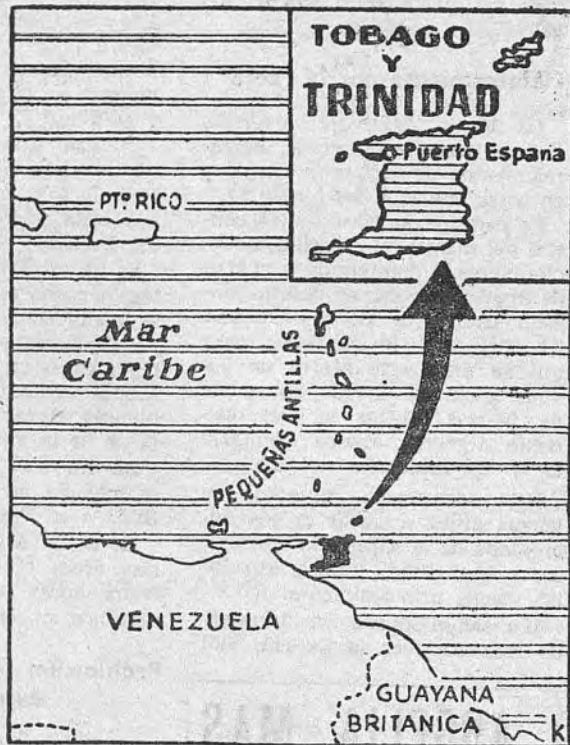 TOBAGO
Y
TRINIDAD
Puerto Espana
PTº RICO
Mar
Caribe
PEQUEÑAS ANTILLAS
VENEZUELA
GUAYANA
BRITANICA
k